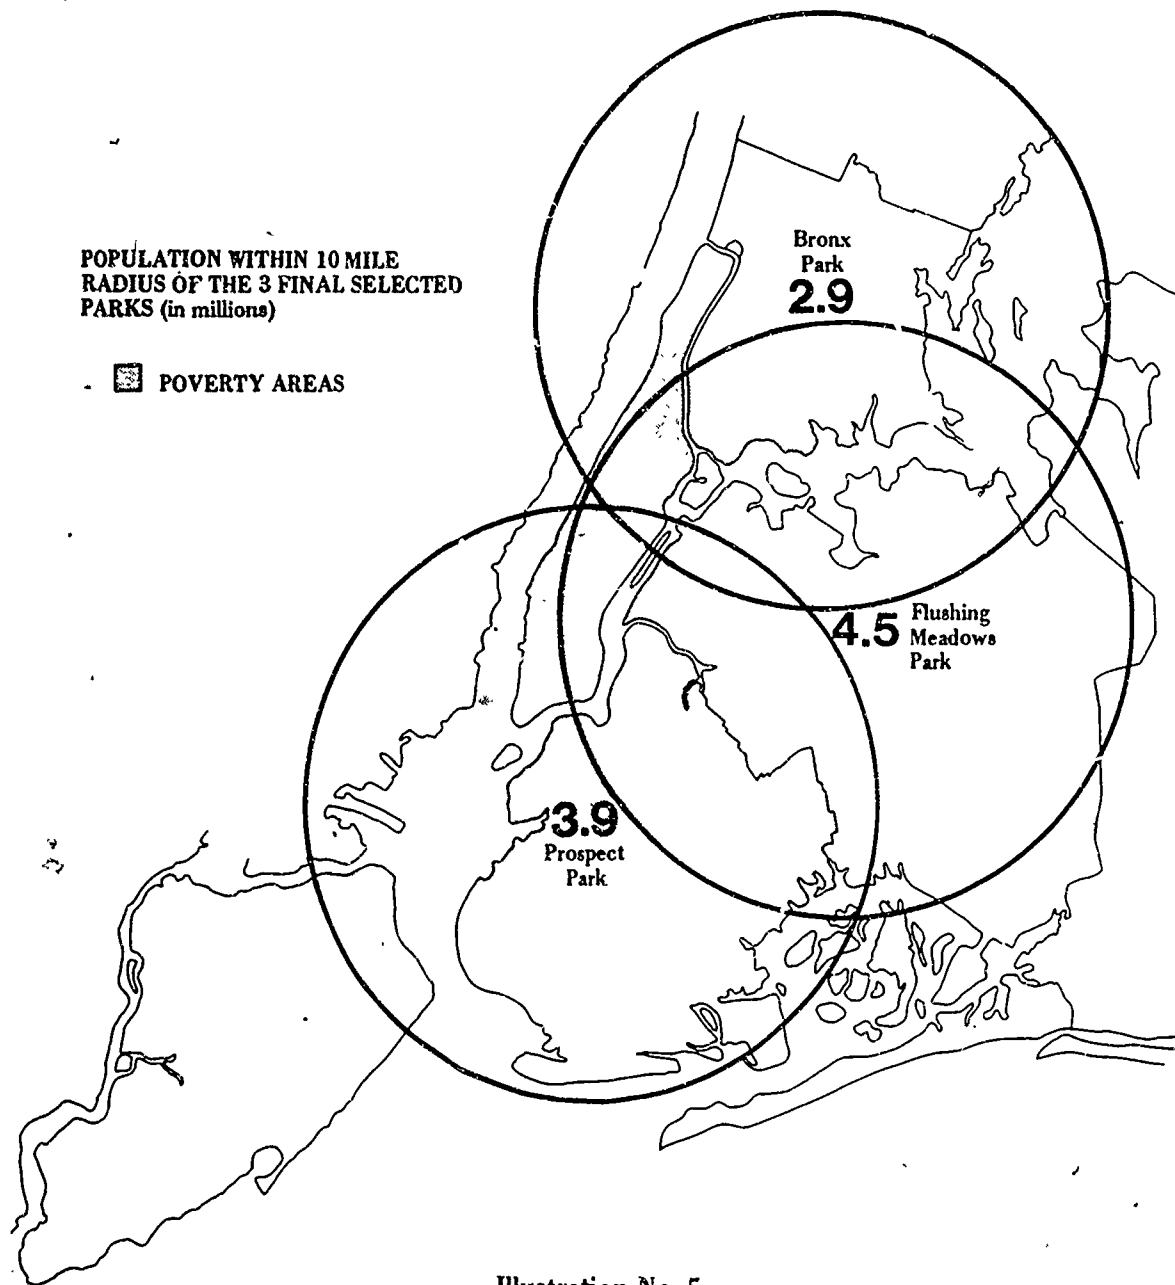 POPULATION WITHIN 10 MILE
RADIUS OF THE 3 FINAL SELECTED
PARKS (in millions)
POVERTY AREAS
Bronx
Park
2.9
4.5
Flushing
Meadows
Park
3.9
Prospect
Park
Illustration No. 5